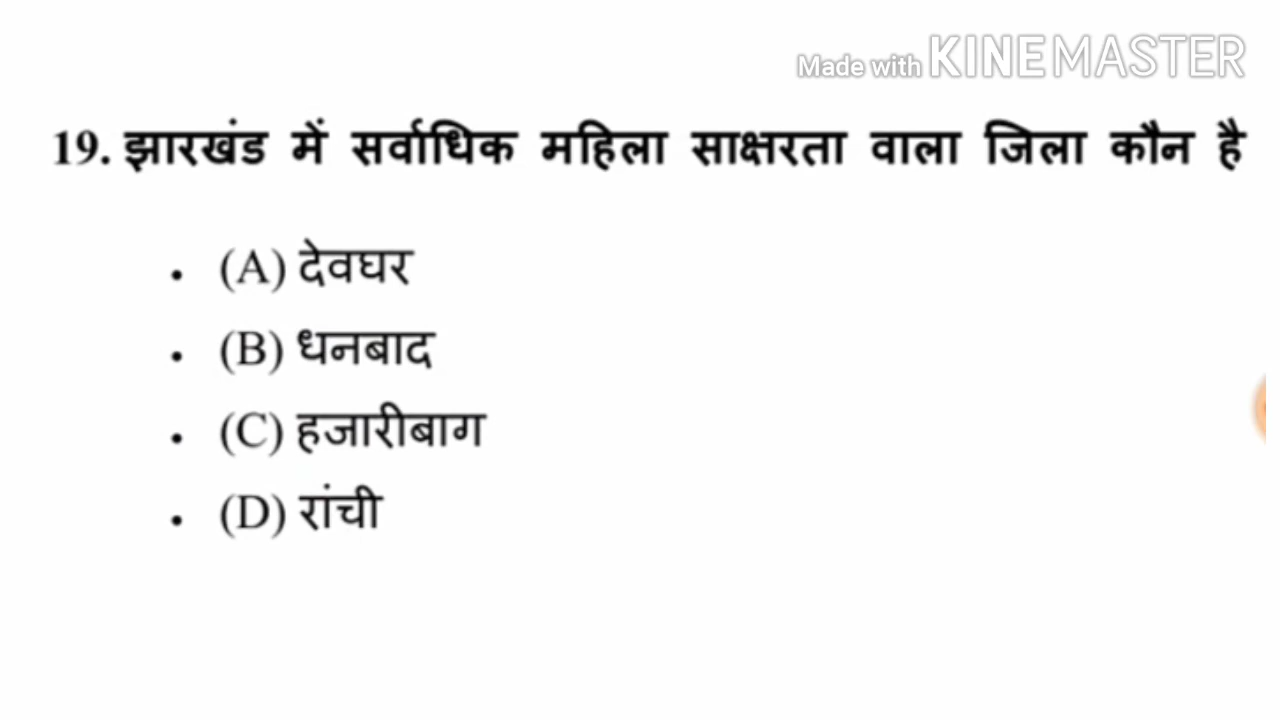 Made with KINEMASTER
19. झारखंड में सर्वाधिक महिला साक्षरता वाला जिला कौन है
• (A) देवघर
• (B) धनबाद
• (C) हजारीबाग
• (D) रांची